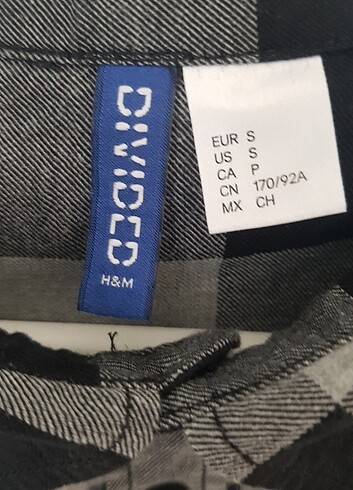 DIVIDED
H&M
EUR S
US S
CA P
CN 170/92A
MX CH